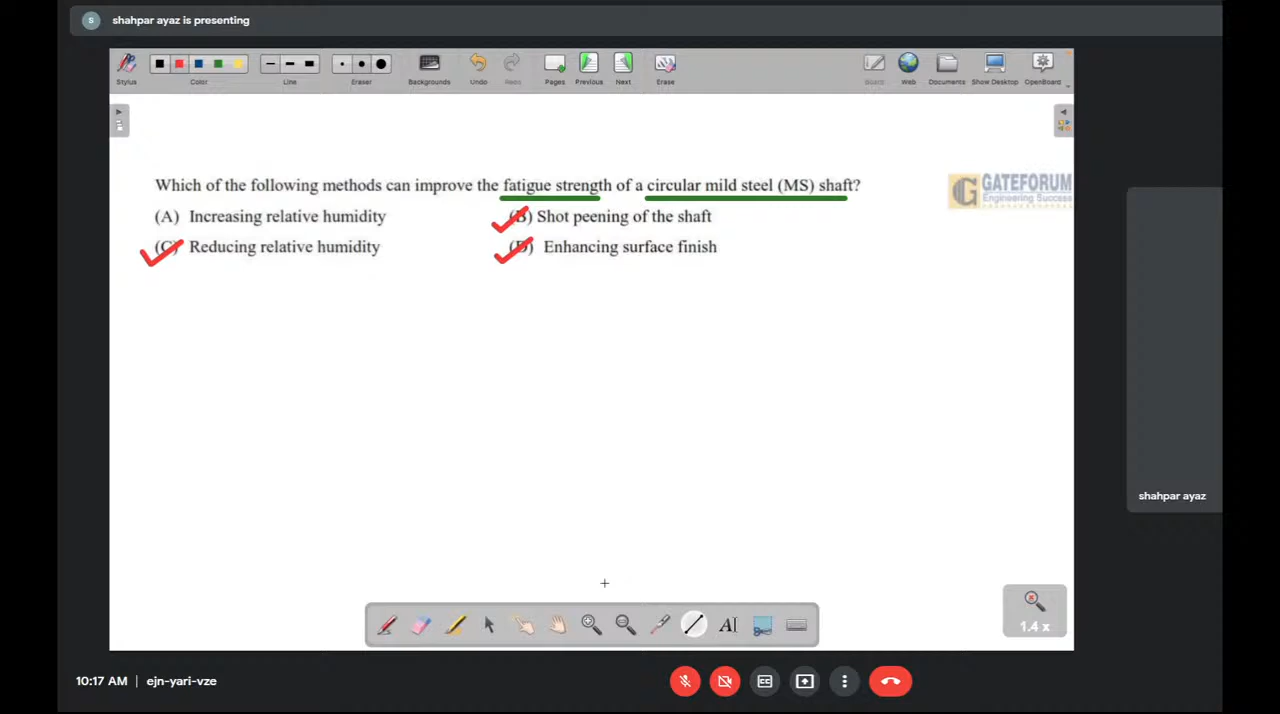 S shahpar ayaz is presenting
Stylus Color Line Eraser Backgrounds Undo Redo Pages Previous Next Erase Board Web Documents Show Desktop OpenBoard
Which of the following methods can improve the fatigue strength of a circular mild steel (MS) shaft?
GATEFORUM
Engineering Success
(A) Increasing relative humidity
(B) Shot peening of the shaft
(C) Reducing relative humidity
(D) Enhancing surface finish
shahpar ayaz
AI
1.4 x
10:17 AM | ejn-yari-vze